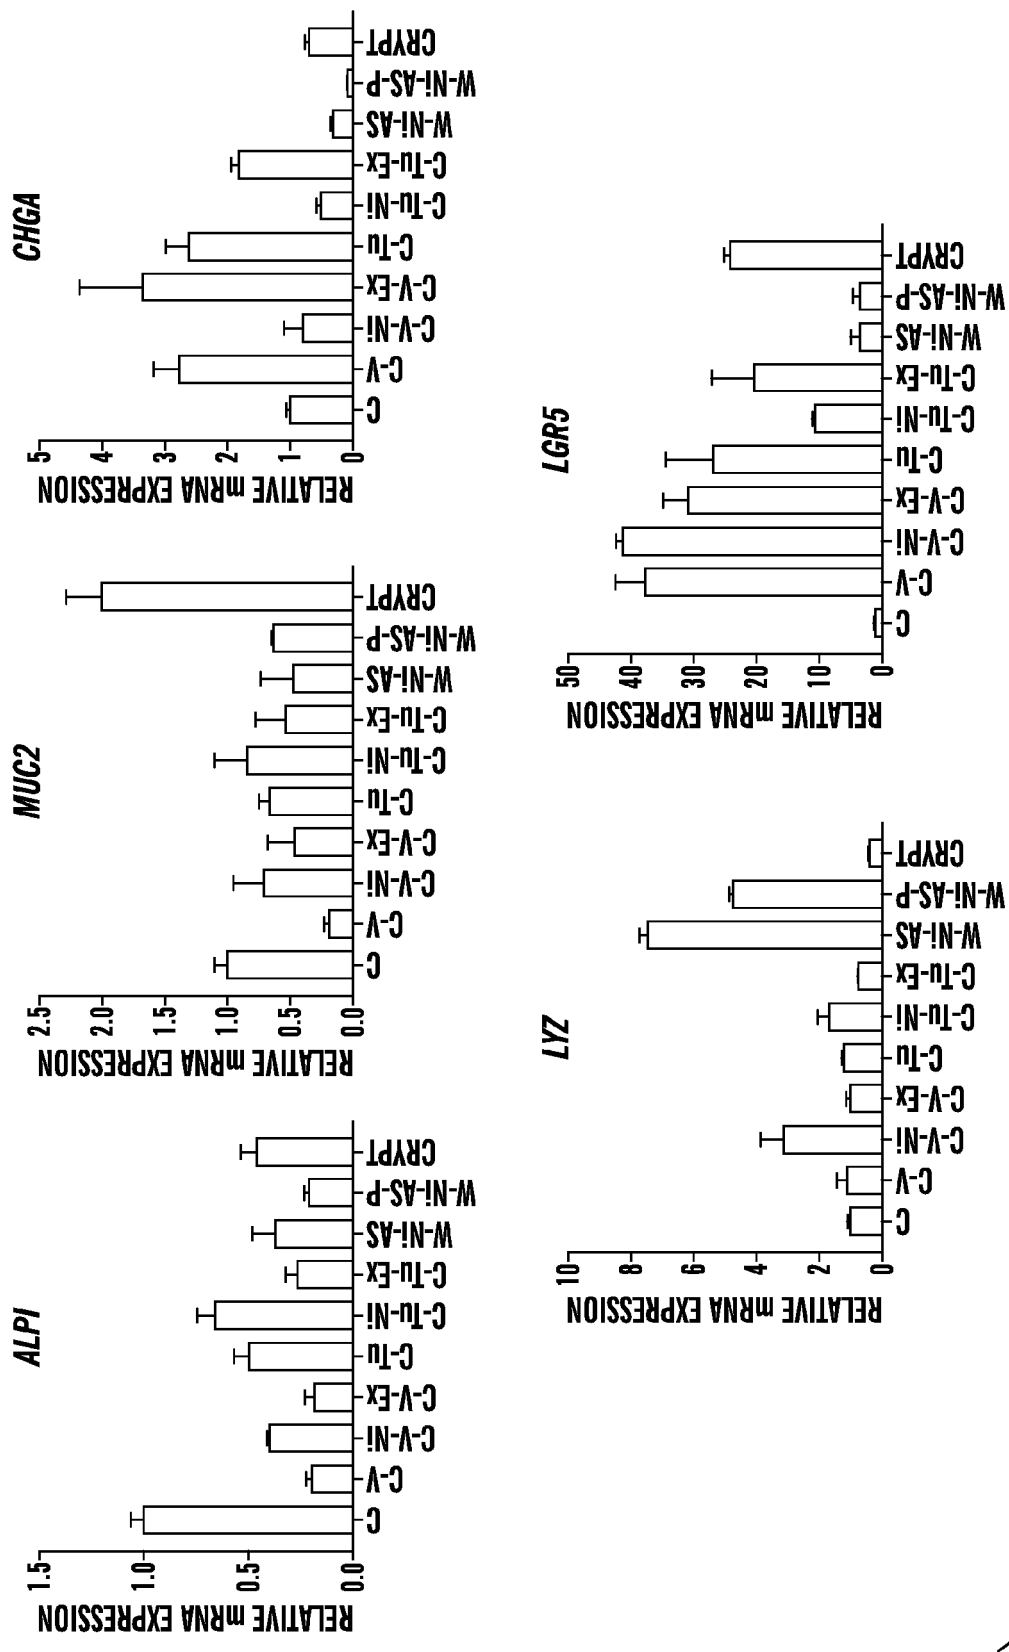 ALPI
RELATIVE mRNA EXPRESSION
1.5
1.0
0.5
0.0
C
C-V
C-V-Ni
C-V-Ex
C-Tu
C-Tu-Ni
C-Tu-Ex
W-Ni-AS
W-Ni-AS-P
CRYPT
MUC2
RELATIVE mRNA EXPRESSION
2.5
2.0
1.5
1.0
0.5
0.0
C
C-V
C-V-Ni
C-V-Ex
C-Tu
C-Tu-Ni
C-Tu-Ex
W-Ni-AS
W-Ni-AS-P
CRYPT
CHGA
RELATIVE mRNA EXPRESSION
5
4
3
2
1
0
C
C-V
C-V-Ni
C-V-Ex
C-Tu
C-Tu-Ni
C-Tu-Ex
W-Ni-AS
W-Ni-AS-P
CRYPT
LYZ
RELATIVE mRNA EXPRESSION
10
8
6
4
2
0
C
C-V
C-V-Ni
C-V-Ex
C-Tu
C-Tu-Ni
C-Tu-Ex
W-Ni-AS
W-Ni-AS-P
CRYPT
LGR5
RELATIVE mRNA EXPRESSION
50
40
30
20
10
0
C
C-V
C-V-Ni
C-V-Ex
C-Tu
C-Tu-Ni
C-Tu-Ex
W-Ni-AS
W-Ni-AS-P
CRYPT